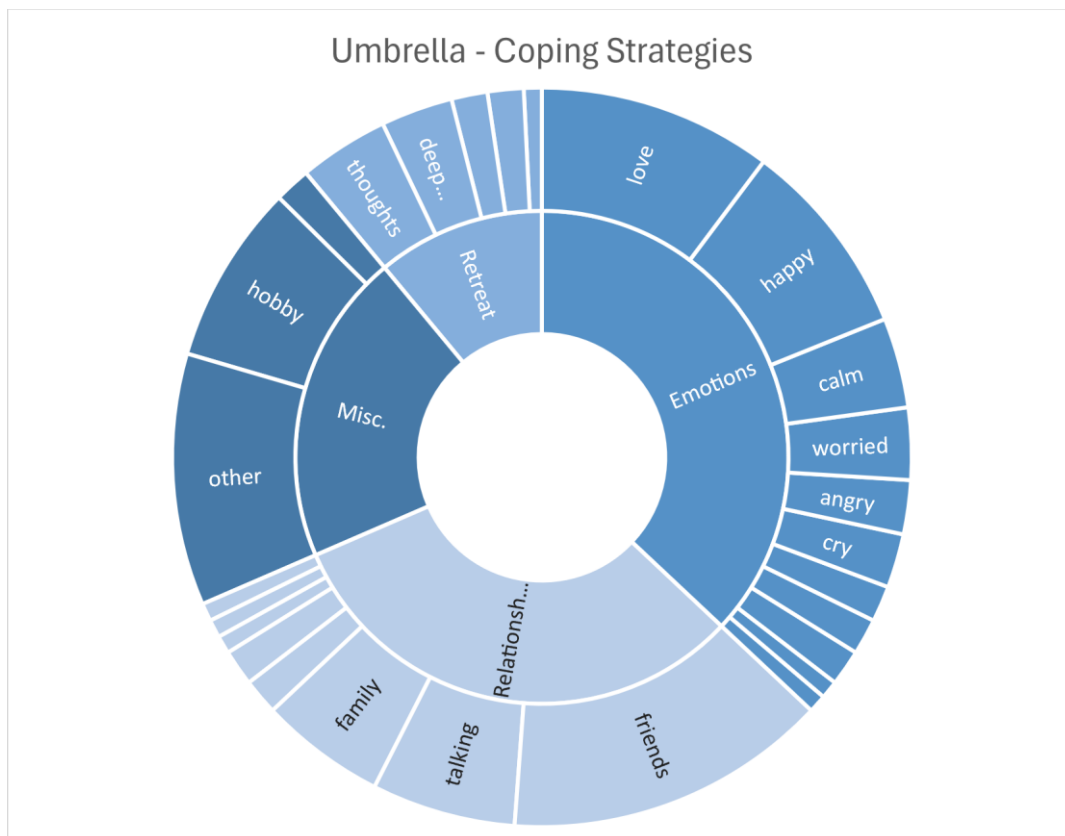 Umbrella - Coping Strategies
love
happy
calm
worried
angry
cry
Emotions
friends
talking
family
Relationsh...
other
hobby
Misc.
thoughts
deep...
Retreat